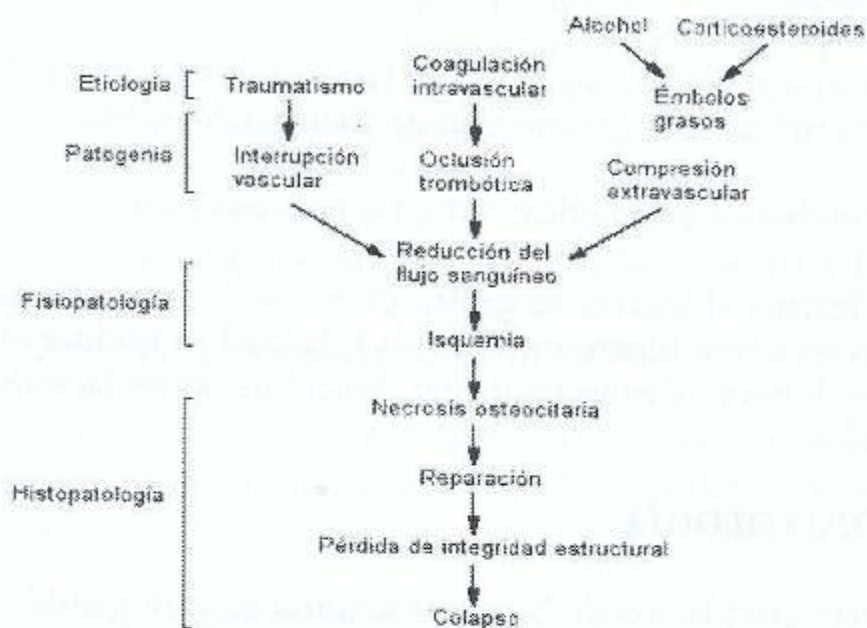 Alcohol Corticoesteroides
Etiología Traumatismo Coagulación
intravascular
Émbolos
grasos
Patogenia Interrupción
vascular
Oclusión
trombótica
Compresión
extravascular
Reducción del
flujo sanguíneo
Fisiopatología
Isquemia
Necrosis osteocitaria
Reparación
Histopatología
Pérdida de integridad estructural
Colapso